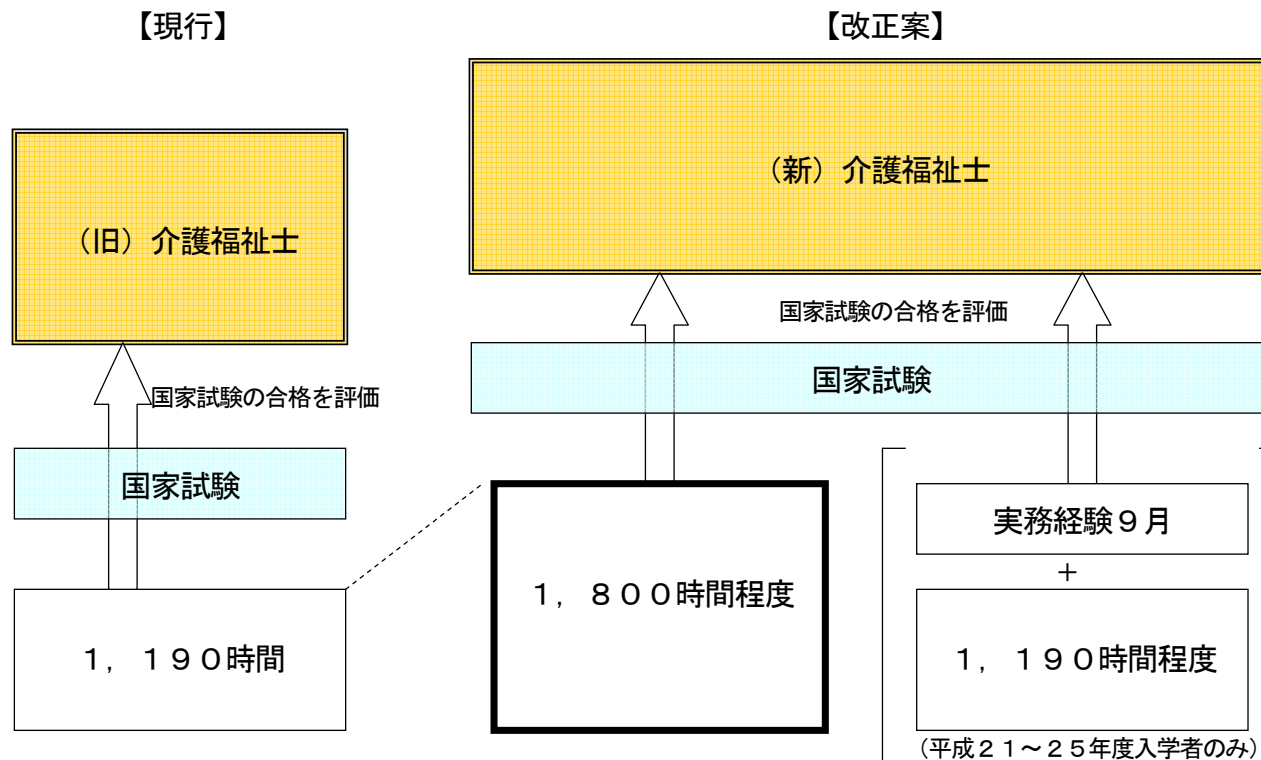 【現行】
(旧)介護福祉士
国家試験の合格を評価
国家試験
1,190時間
【改正案】
(新)介護福祉士
国家試験の合格を評価
国家試験
1,800時間程度
実務経験9月
+
1,190時間程度
(平成21~25年度入学者のみ)